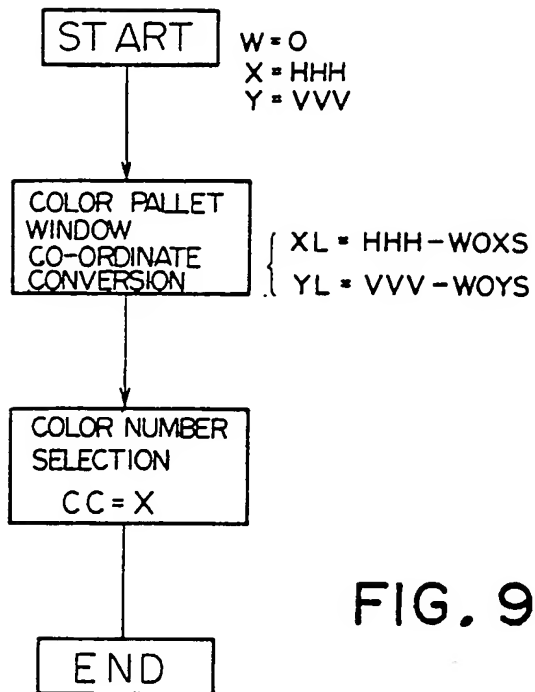 START
W = O
X = HHH
Y = VVV
COLOR PALLET
WINDOW
CO-ORDINATE
CONVERSION
XL = HHH - WOXS
YL = VVV - WOYS
COLOR NUMBER
SELECTION
CC = X
END
FIG. 9